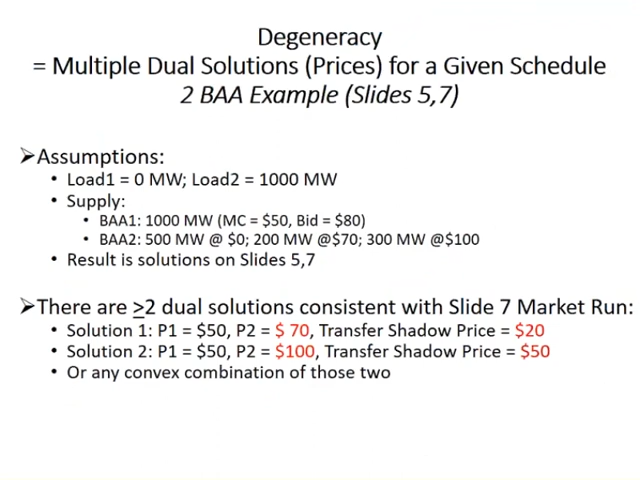 Degeneracy
= Multiple Dual Solutions (Prices) for a Given Schedule
2 BAA Example (Slides 5,7)
➢Assumptions:
• Load1 = 0 MW; Load2 = 1000 MW
• Supply:
• BAA1: 1000 MW (MC = $50, Bid = $80)
• BAA2: 500 MW @ $0; 200 MW @$70; 300 MW @$100
• Result is solutions on Slides 5,7
➢There are >2 dual solutions consistent with Slide 7 Market Run:
• Solution 1: P1 = $50, P2 = $ 70, Transfer Shadow Price = $20
• Solution 2: P1 = $50, P2 = $100, Transfer Shadow Price = $50
• Or any convex combination of those two